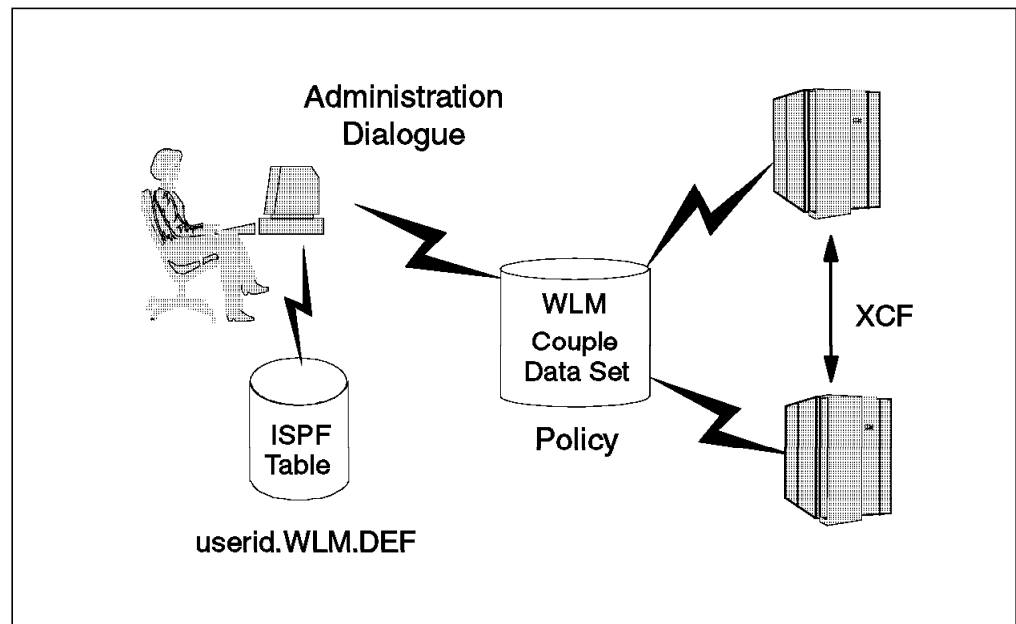 Administration
Dialogue
WLM
Couple
Data Set
XCF
Policy
ISPF
Table
userid.WLM.DEF